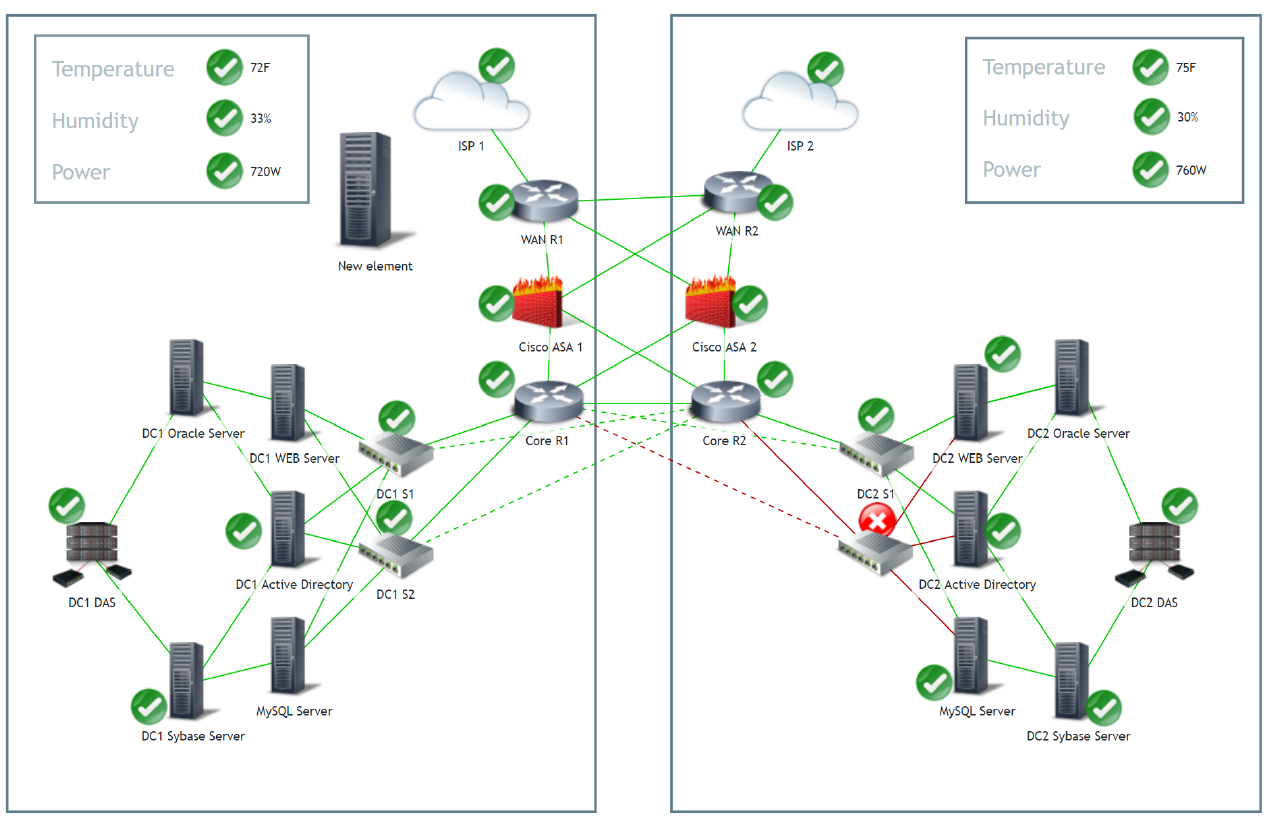 Temperature 72F
Humidity 33%
Power 720W
Temperature 75F
Humidity 30%
Power 760W
ISP 1
ISP 2
WAN R1
WAN R2
New element
Cisco ASA 1
Cisco ASA 2
Core R1
Core R2
DC1 Oracle Server
DC1 WEB Server
DC1 S1
DC1 Active Directory
DC1 S2
DC1 DAS
MySQL Server
DC1 Sybase Server
DC2 Oracle Server
DC2 WEB Server
DC2 S1
DC2 Active Directory
DC2 DAS
MySQL Server
DC2 Sybase Server